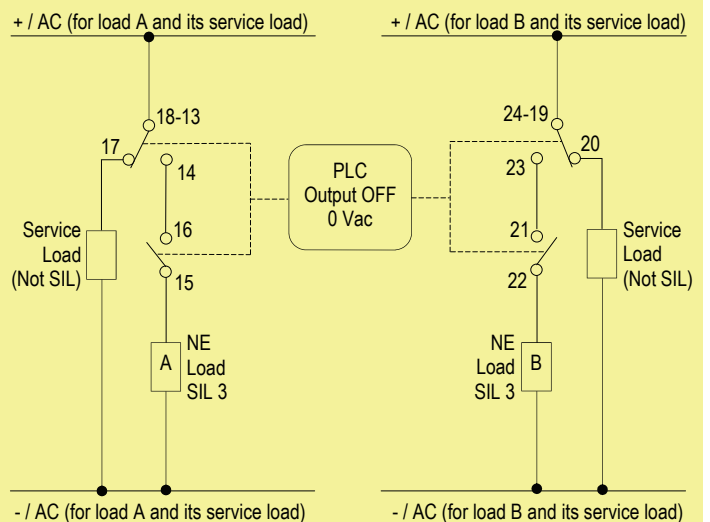 + / AC (for load A and its service load)
+ / AC (for load B and its service load)
18-13
17
14
16
15
Service
Load
(Not SIL)
A
NE
Load
SIL 3
PLC
Output OFF
0 Vac
24-19
20
23
21
22
NE
Load
SIL 3
B
Service
Load
(Not SIL)
- / AC (for load A and its service load)
- / AC (for load B and its service load)